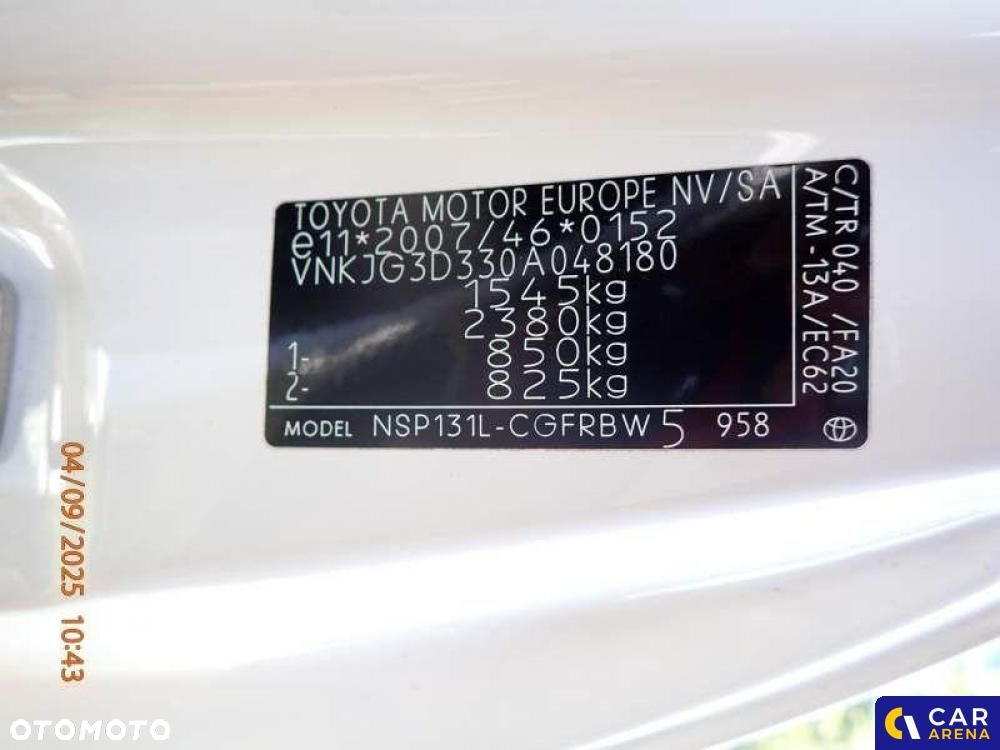 TOYOTA MOTOR EUROPE NV/SA
e11*2007/46*0152
VNKJG3D330A048180
1545kg
2380kg
1- 850kg
2- 825kg
MODEL NSP131L-CGFRBW 5 958
C/TR 040 /FA20
A/TM -13A/EC62
04/09/2025 10:43
OTOMOTO
CAR
ARENA